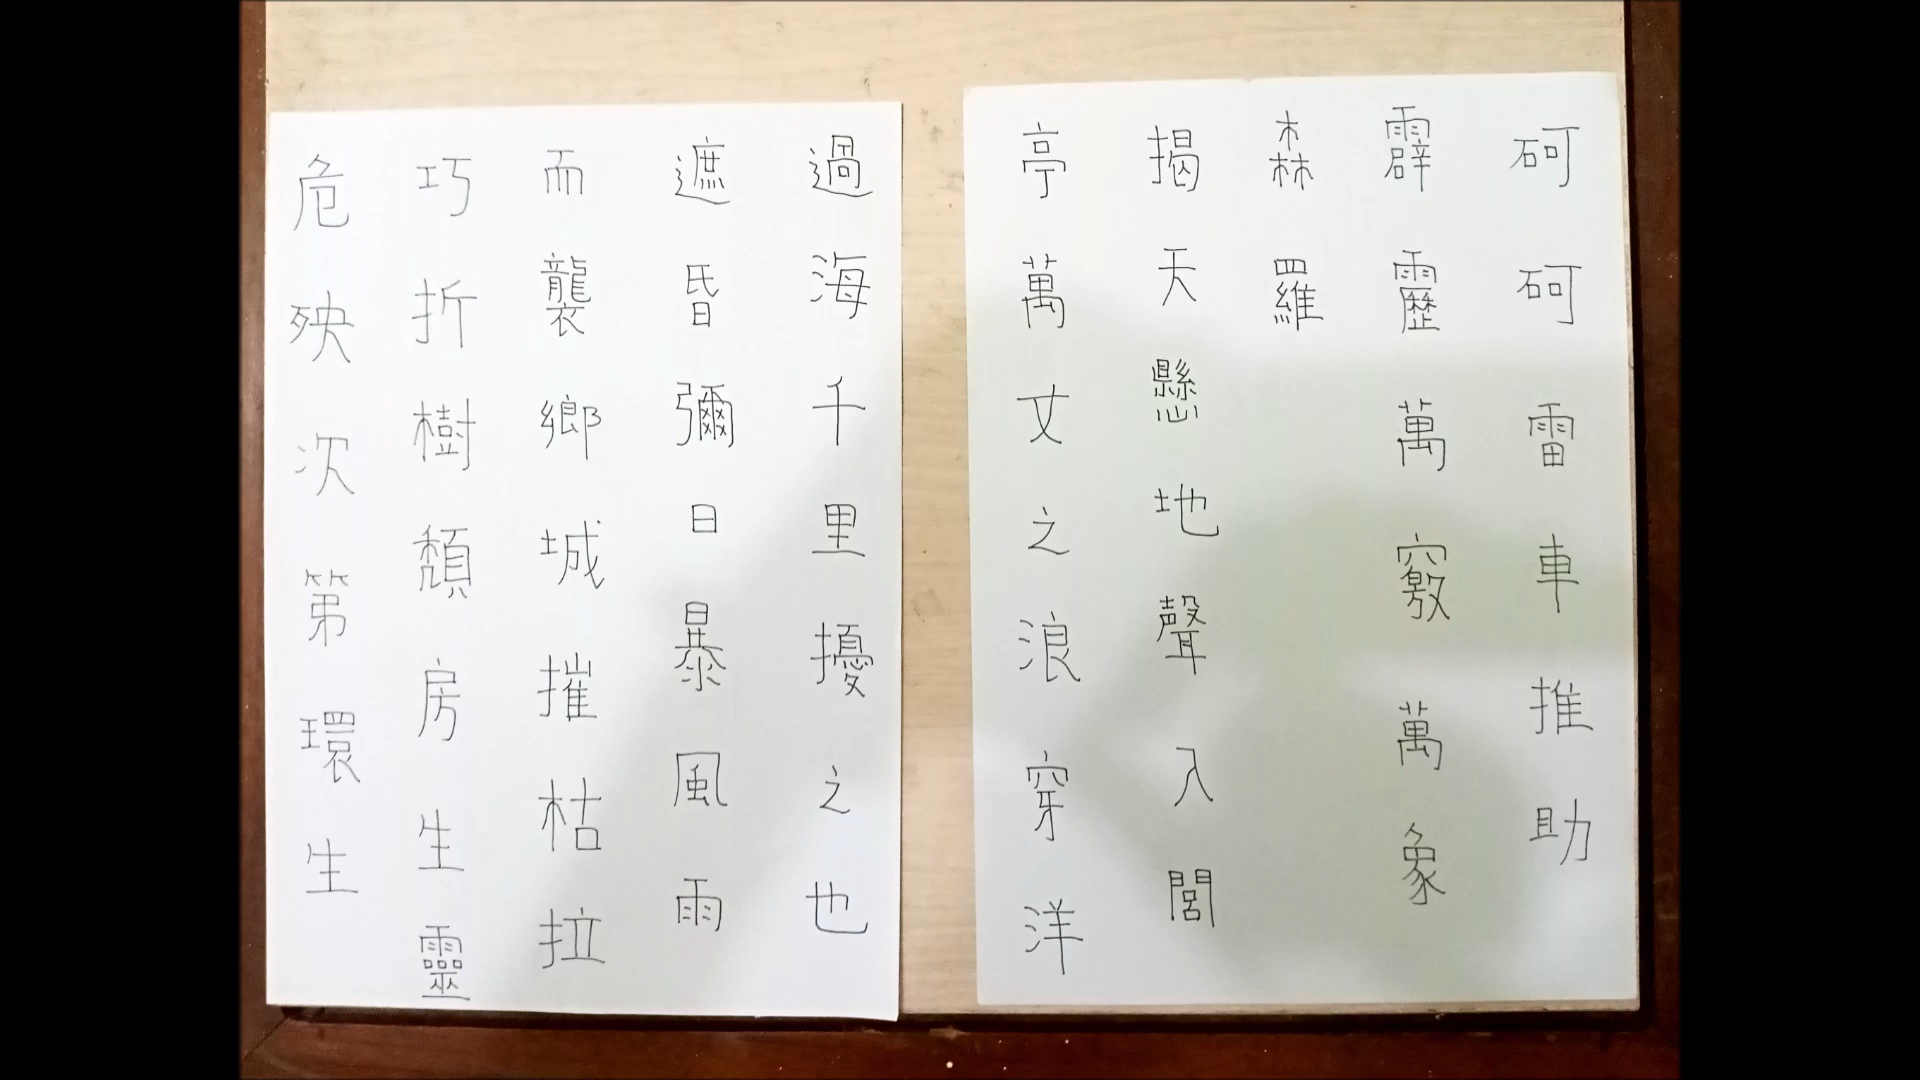 砢砢雷車推助
霹靂萬竅萬象
森羅
揭天懸地聲入閭
亭萬丈之浪穿洋
過海千里擾之也
遮昏彌日暴風雨
而襲鄉城摧枯拉
巧折樹頹房生靈
危殃次第環生